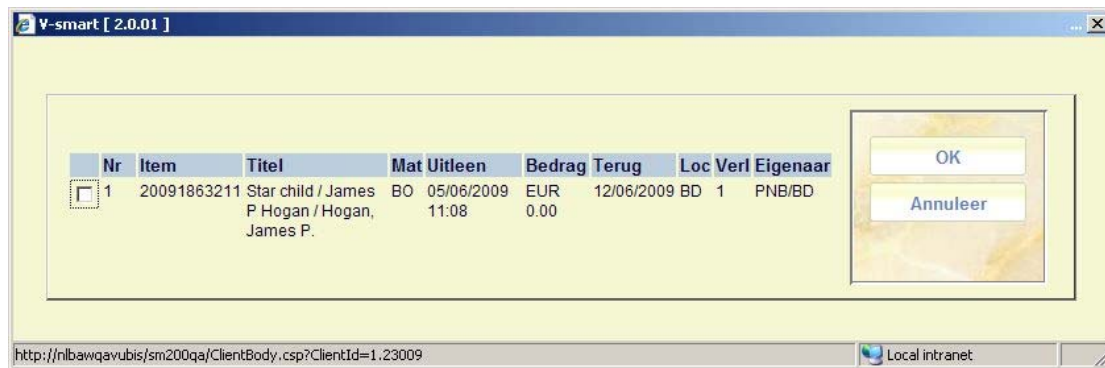 V-smart [ 2.0.01 ]
Nr Item Titel Mat Uitleen Bedrag Terug Loc Verl Eigenaar
1 20091863211 Star child / James BO 05/06/2009 EUR 12/06/2009 BD 1 PNB/BD
P Hogan / Hogan, 11:08 0.00
James P.
OK
Annuleer
http://nlbawqavubis/sm200qa/ClientBody.csp?ClientId=1.23009
Local intranet